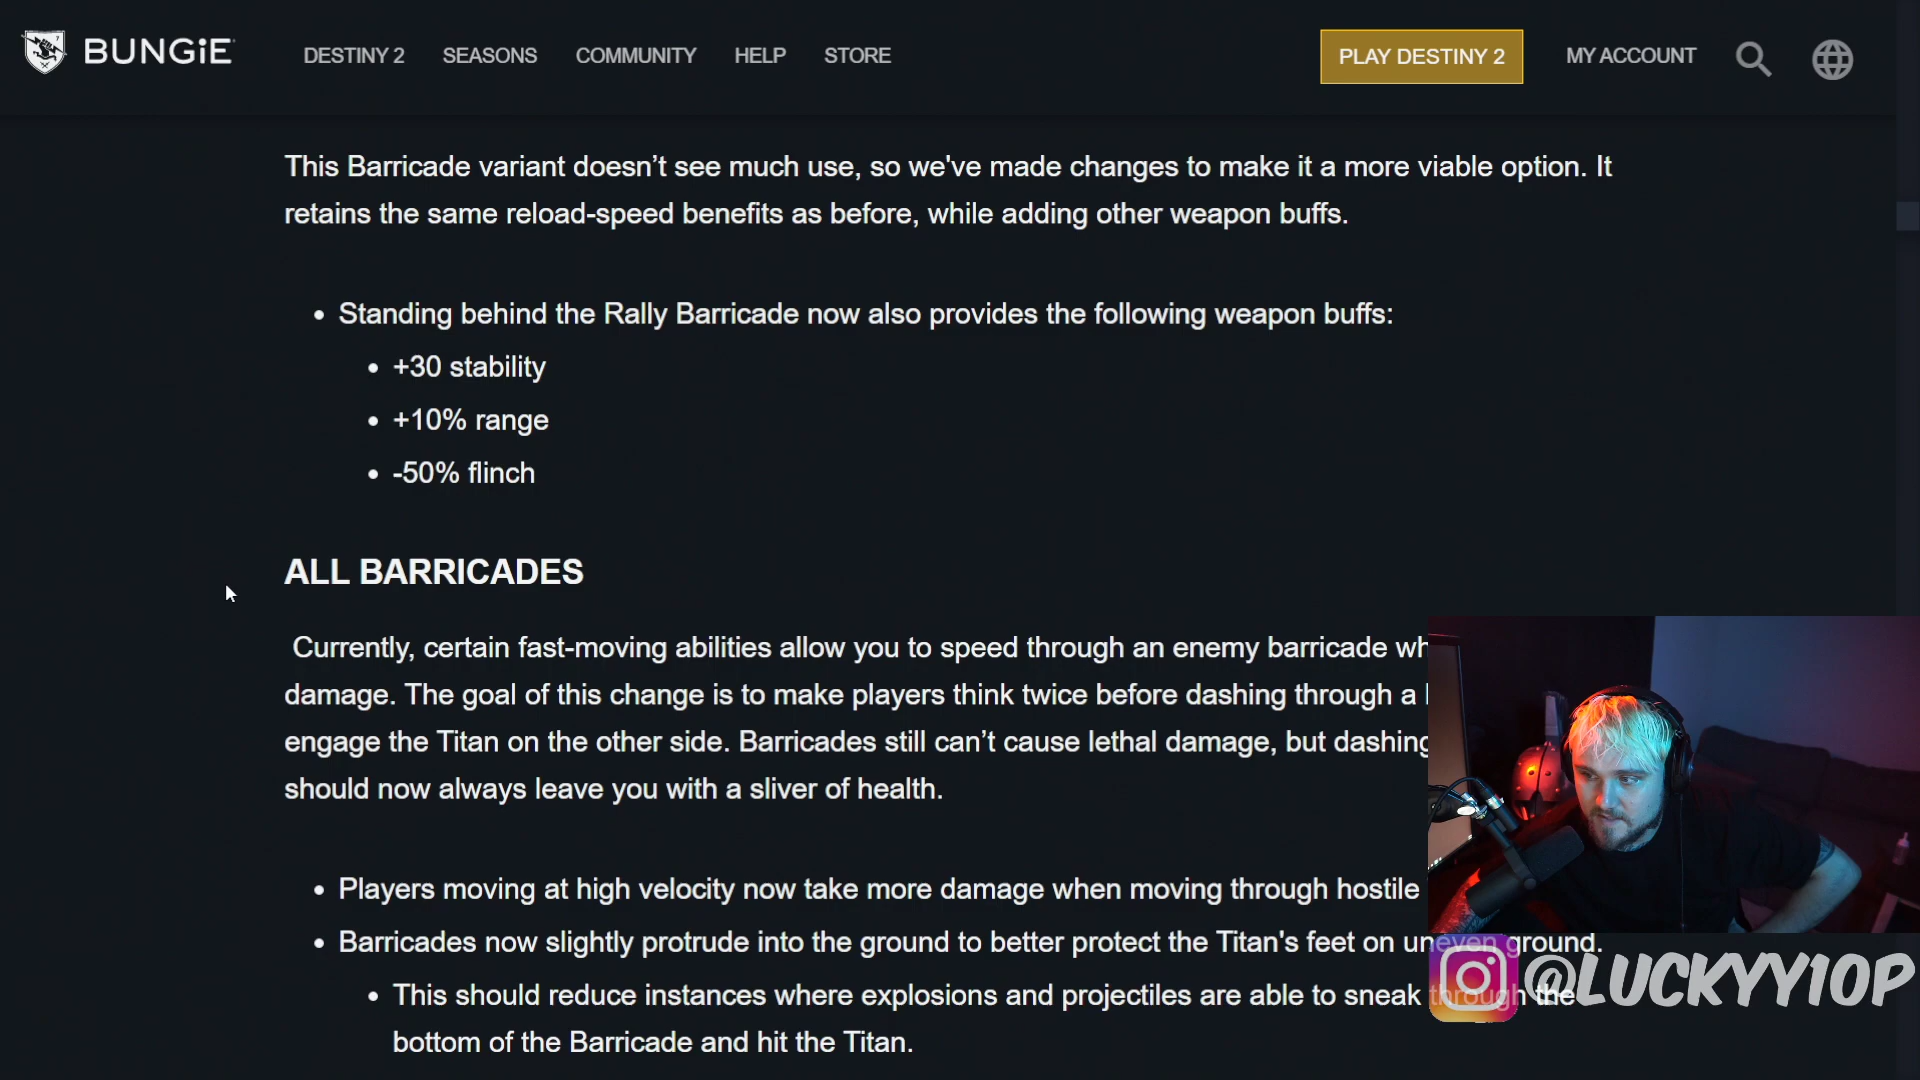 BUNGiE
DESTINY 2 SEASONS COMMUNITY HELP STORE
PLAY DESTINY 2 MY ACCOUNT
This Barricade variant doesn’t see much use, so we've made changes to make it a more viable option. It
retains the same reload-speed benefits as before, while adding other weapon buffs.
• Standing behind the Rally Barricade now also provides the following weapon buffs:
• +30 stability
• +10% range
• -50% flinch
ALL BARRICADES
Currently, certain fast-moving abilities allow you to speed through an enemy barricade
damage. The goal of this change is to make players think twice before dashing through a
engage the Titan on the other side. Barricades still can’t cause lethal damage, but dashing
should now always leave you with a sliver of health.
• Players moving at high velocity now take more damage when moving through hostile
• Barricades now slightly protrude into the ground to better protect the Titan's feet on uneven ground.
• This should reduce instances where explosions and projectiles are able to sneak through the
bottom of the Barricade and hit the Titan.
@LUCKYY10P